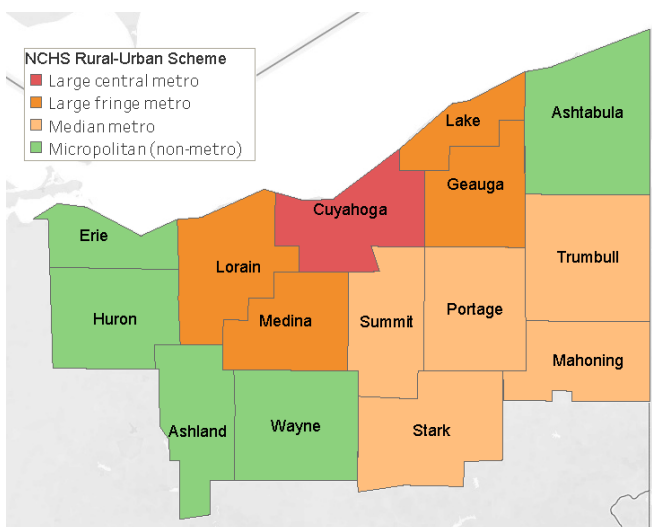 NCHS Rural-Urban Scheme
Large central metro
Large fringe metro
Median metro
Micropolitan (non-metro)
Ashtabula
Lake
Geauga
Cuyahoga
Erie
Lorain
Trumbull
Huron
Medina
Summit
Portage
Mahoning
Ashland
Wayne
Stark